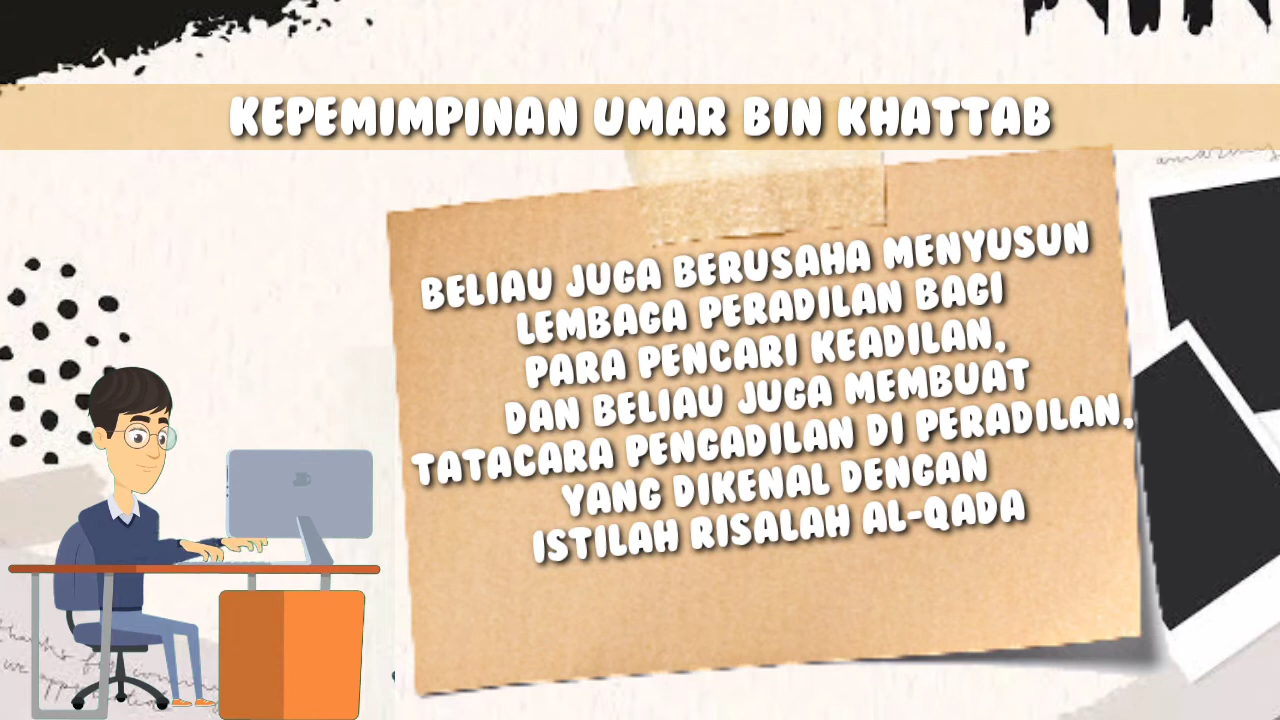 KEPEMIMPINAN UMAR BIN KHATTAB
BELIAU JUGA BERUSAHA MENYUSUN
LEMBAGA PERADILAN BAGI
PARA PENCARI KEADILAN,
DAN BELIAU JUGA MEMBUAT
TATACARA PENGADILAN DI PERADILAN,
YANG DIKENAL DENGAN
ISTILAH RISALAH AL-QADA